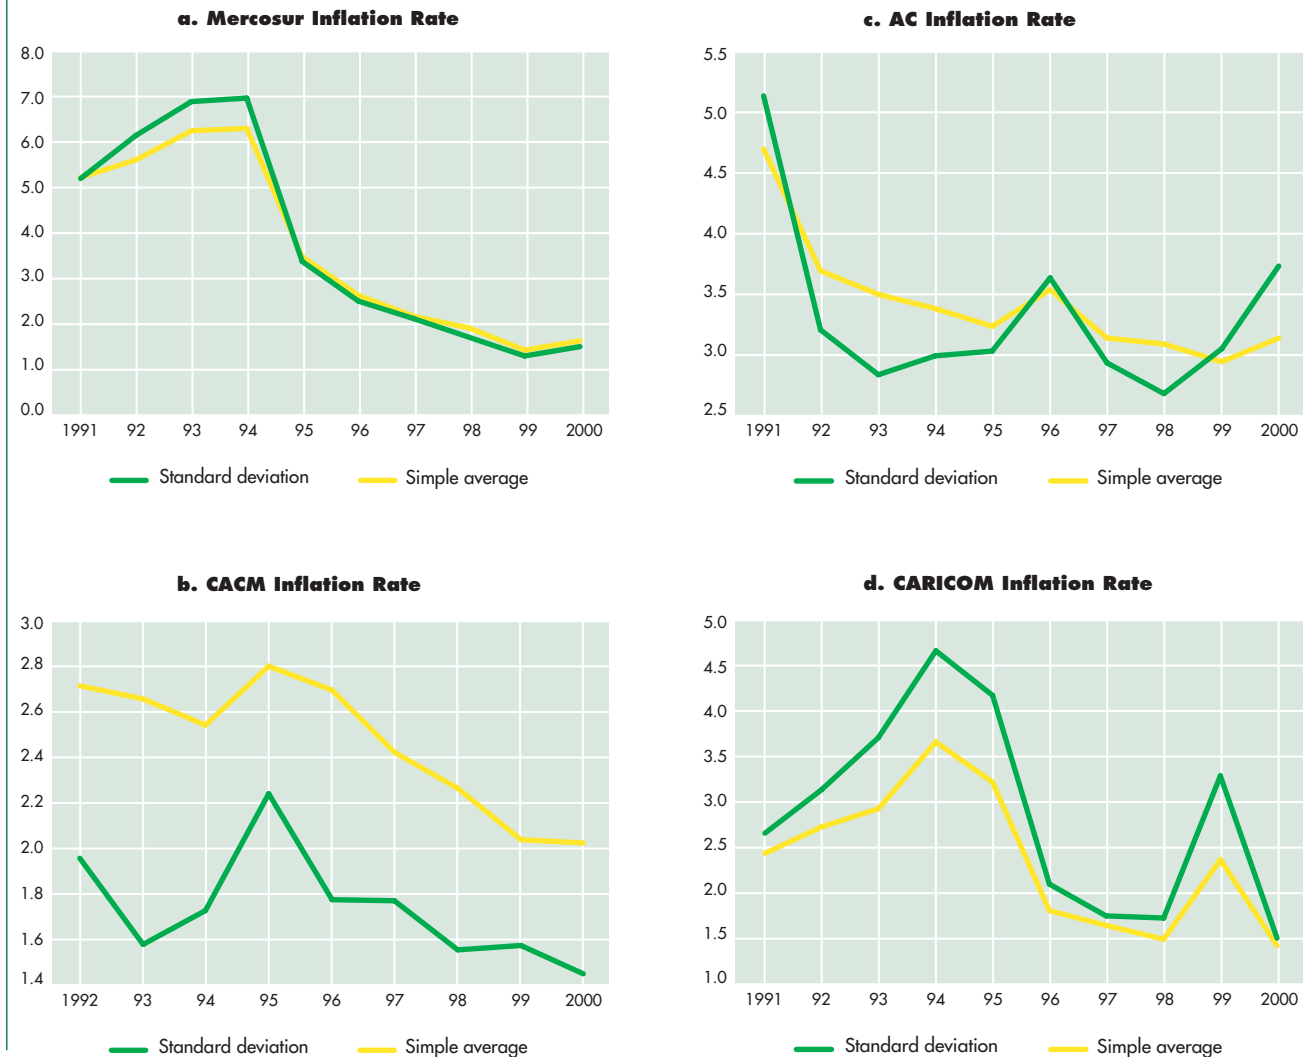 a. Mercosur Inflation Rate
8.0
7.0
6.0
5.0
4.0
3.0
2.0
1.0
0.0
1991 92 93 94 95 96 97 98 99 2000
Standard deviation Simple average
c. AC Inflation Rate
5.5
5.0
4.5
4.0
3.5
3.0
2.5
1991 92 93 94 95 96 97 98 99 2000
Standard deviation Simple average
b. CACM Inflation Rate
3.0
2.8
2.6
2.4
2.2
2.0
1.8
1.6
1.4
1992 93 94 95 96 97 98 99 2000
Standard deviation Simple average
d. CARICOM Inflation Rate
5.0
4.5
4.0
3.5
3.0
2.5
2.0
1.5
1.0
1991 92 93 94 95 96 97 98 99 2000
Standard deviation Simple average